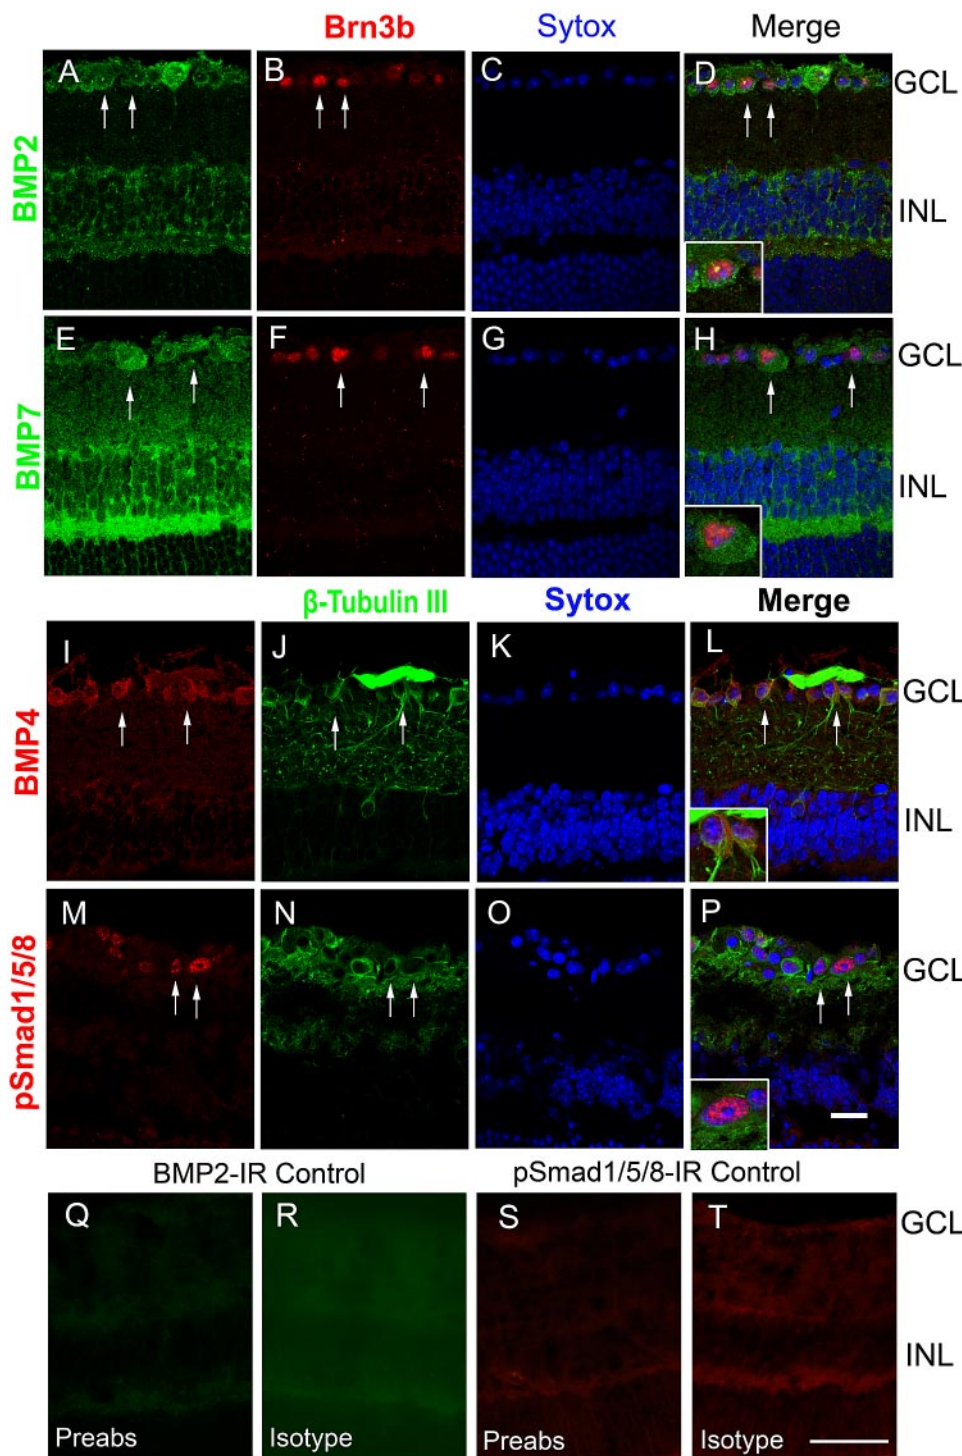 Brn3b Sytox Merge
BMP2
A B C D GCL
INL
BMP7
E F G H GCL
INL
β-Tubulin III Sytox Merge
BMP4
I J K L GCL
INL
pSmad1/5/8
M N O P GCL
BMP2-IR Control pSmad1/5/8-IR Control
Q R S T GCL
INL
Preabs Isotype Preabs Isotype